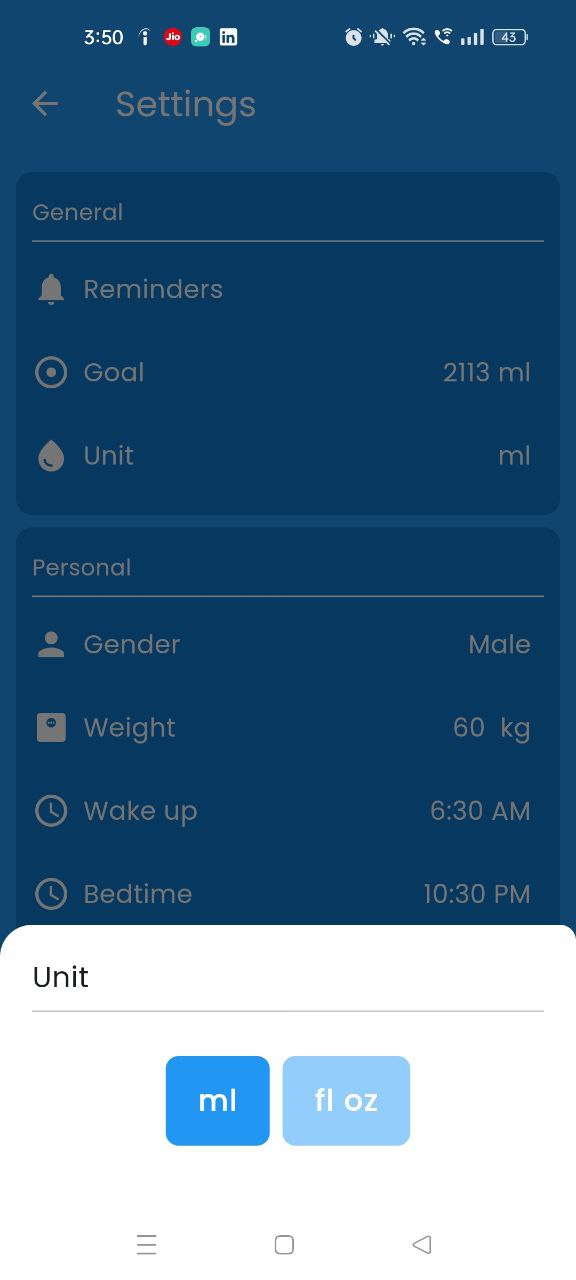 3:50 Jio in 43
Settings
General
Reminders
Goal 2113 ml
Unit ml
Personal
Gender Male
Weight 60 kg
Wake up 6:30 AM
Bedtime 10:30 PM
Unit
ml fl oz